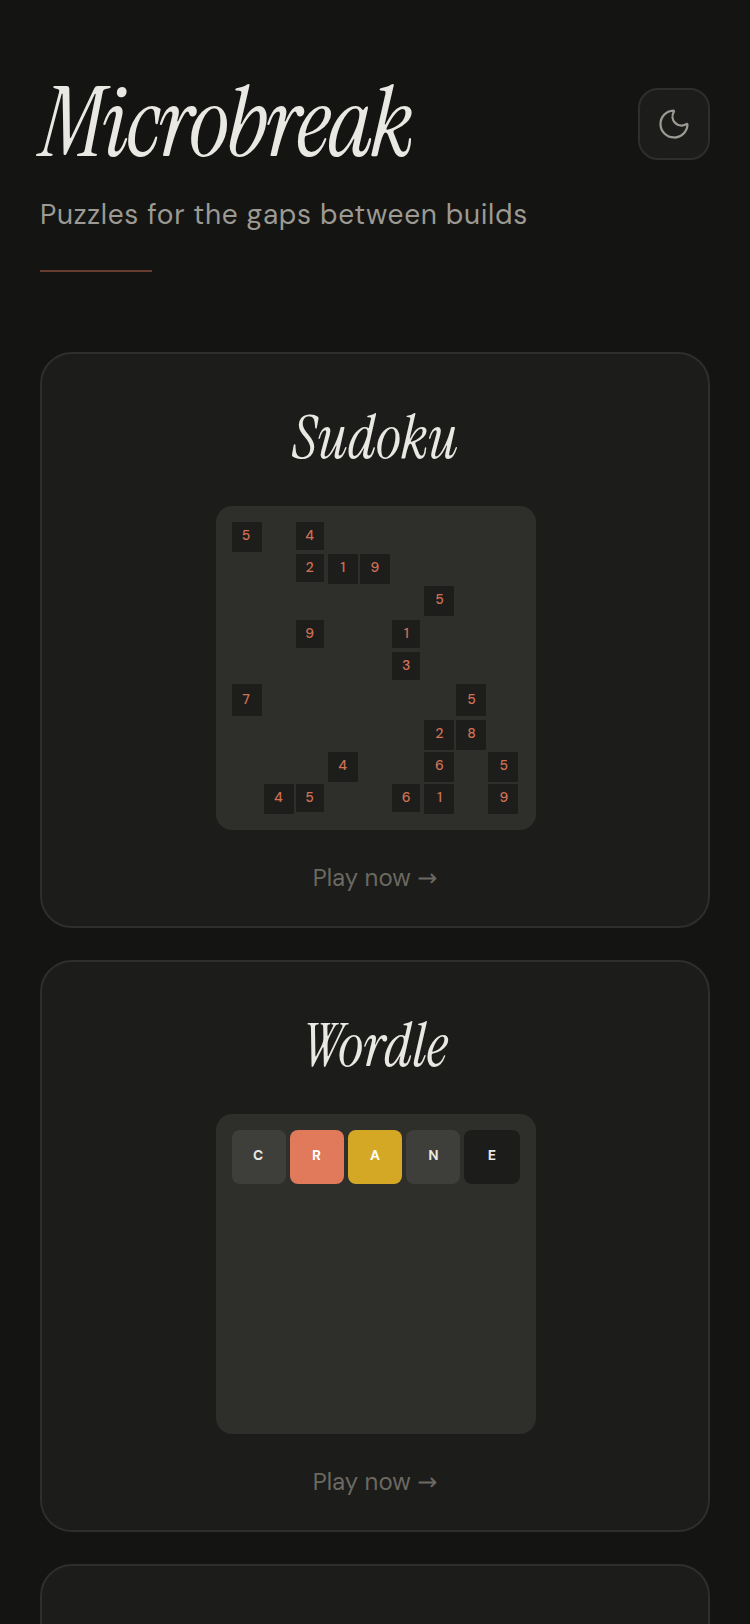 Microbreak
Puzzles for the gaps between builds
Sudoku
5 4
2 1 9
5
9 1
3
7 5
2 8
4 6 5
4 5 6 1 9
Play now →
Wordle
C R A N E
Play now →